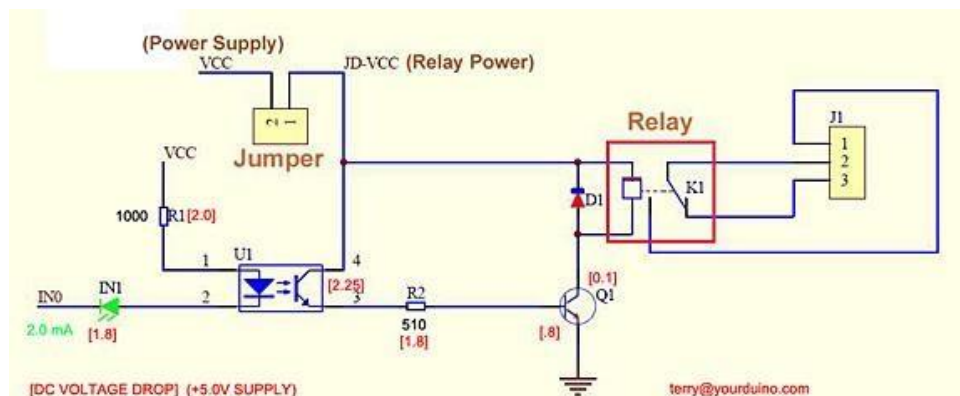 (Power Supply)
VCC
JD-VCC (Relay Power)
2 1
Jumper
Relay
J1
1
2
3
K1
VCC
1000 R1 [2.0]
D1
U1
1
4
[2.25]
[0.1]
IN0
IN1
2
3
R2
Q1
2.0 mA
[1.8]
510
[1.8]
[.8]
[DC VOLTAGE DROP] (+5.0V SUPPLY)
terry@yourduino.com